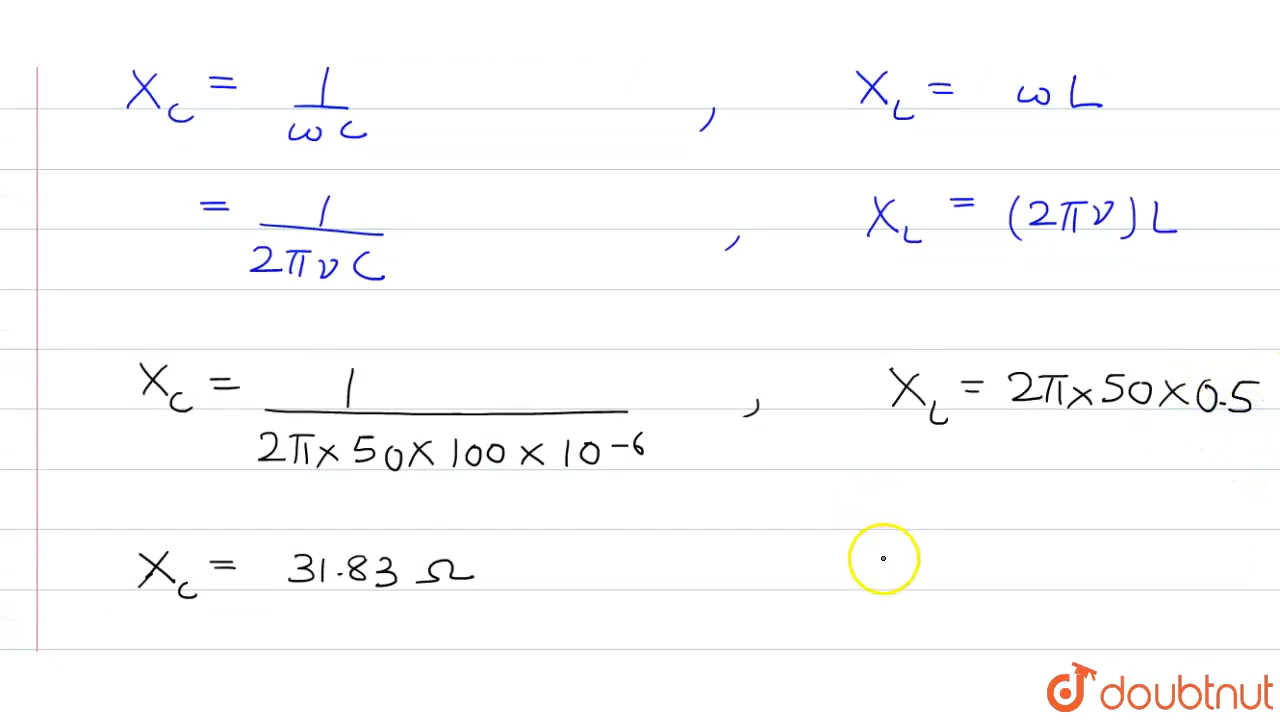 X_C = 1/ωC , X_L = ωL
= 1/2πνC , X_L = (2πν)L
X_C = 1/2π×50×100×10^-6 , X_L = 2π×50×0.5
X_C = 31.83 Ω
doubtnut